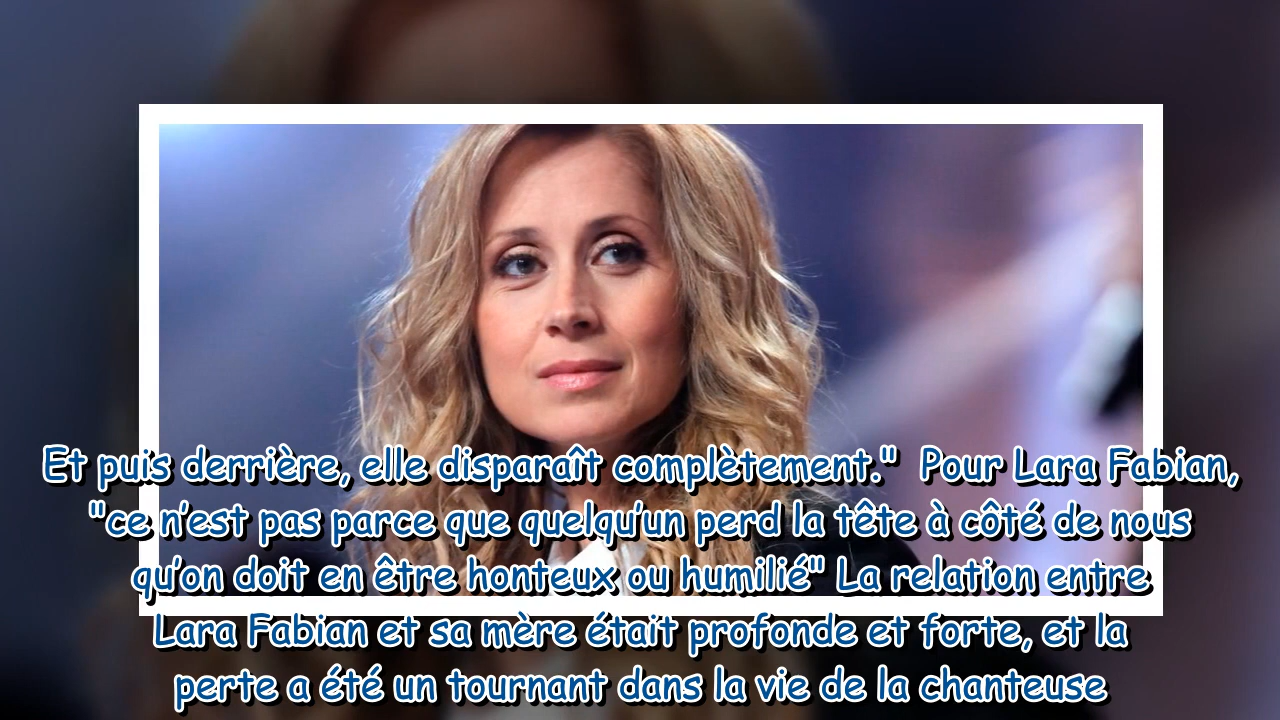 Et puis derrière, elle disparaît complètement."  Pour Lara Fabian,
"ce n’est pas parce que quelqu’un perd la tête à côté de nous
qu’on doit en être honteux ou humilié" La relation entre
Lara Fabian et sa mère était profonde et forte, et la
perte a été un tournant dans la vie de la chanteuse